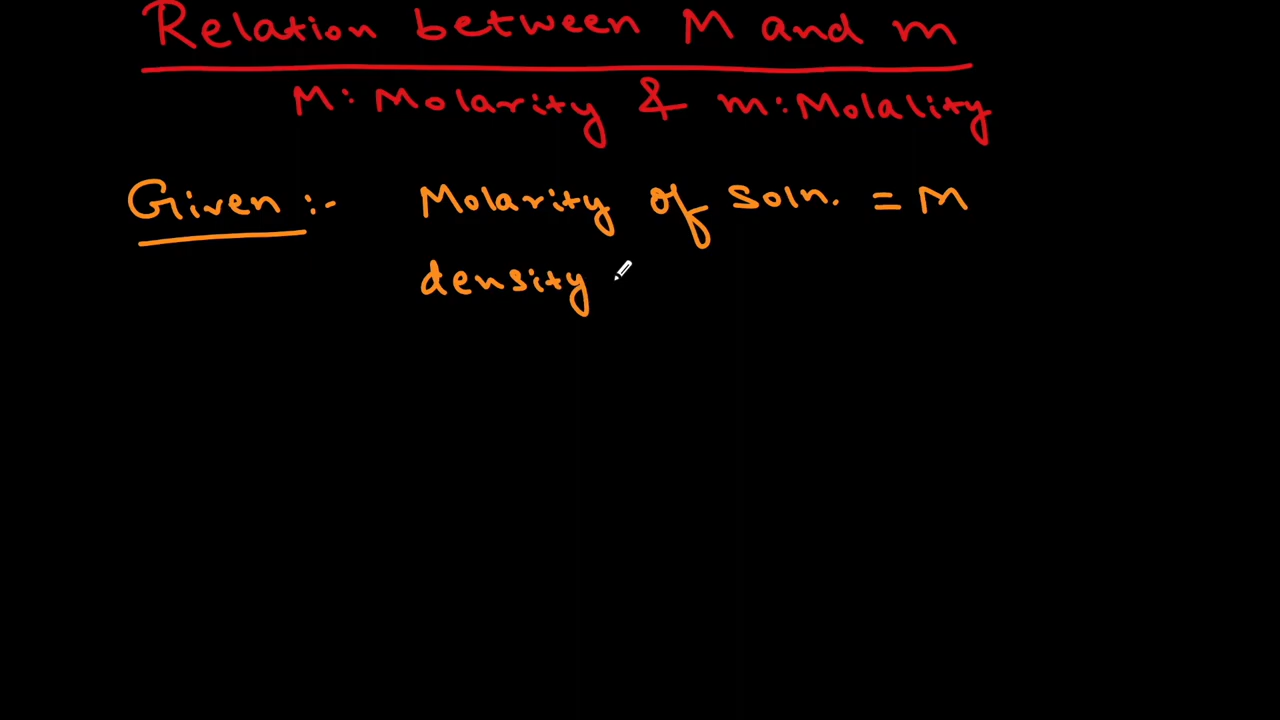 Relation between M and m
M: Molarity & m: Molality
Given :- Molarity of soln. = M
density